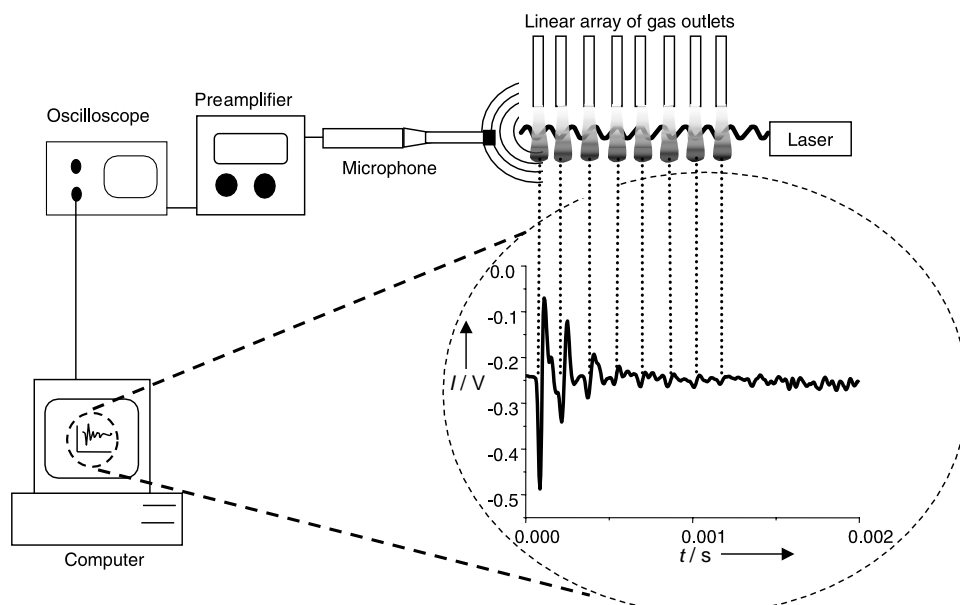 Linear array of gas outlets
Preamplifier
Oscilloscope
Laser
Microphone
0.0
-0.1
-0.2
I / V
-0.3
-0.4
-0.5
0.000
0.001
0.002
t / s
Computer